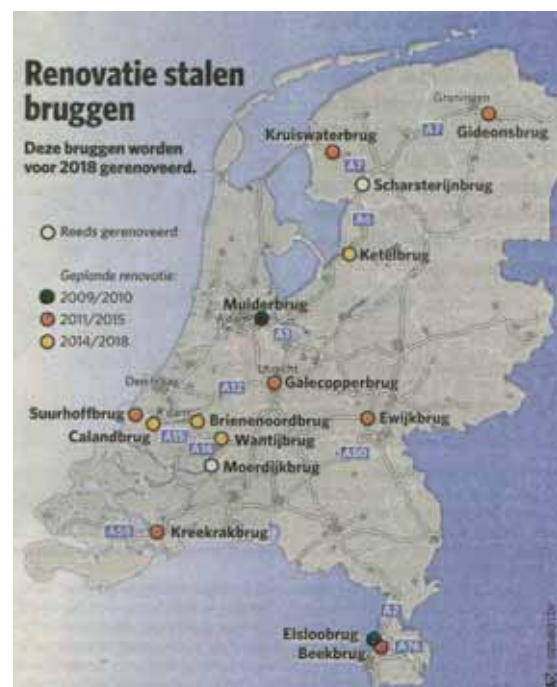 Renovatie stalen
bruggen
Deze bruggen worden
voor 2018 gerenoveerd.
Reeds gerenoveerd
Geplande renovatie:
2009/2010
2011/2015
2014/2018
Groningen
A7
Gideonsbrug
Kruiswaterbrug
A7
Scharsterijnbrug
A6
Ketelbrug
Muiderbrug
A1
Utrecht
Galecopperbrug
Den Haag
A12
Suurhoffbrug
R'dam
Brienenoordbrug
Ewijkbrug
Calandbrug
A15
Wantijbrug
A16
A50
Moerdijkbrug
A58
Kreekrakbrug
A2
Elsloobrug
Beekbrug
A76